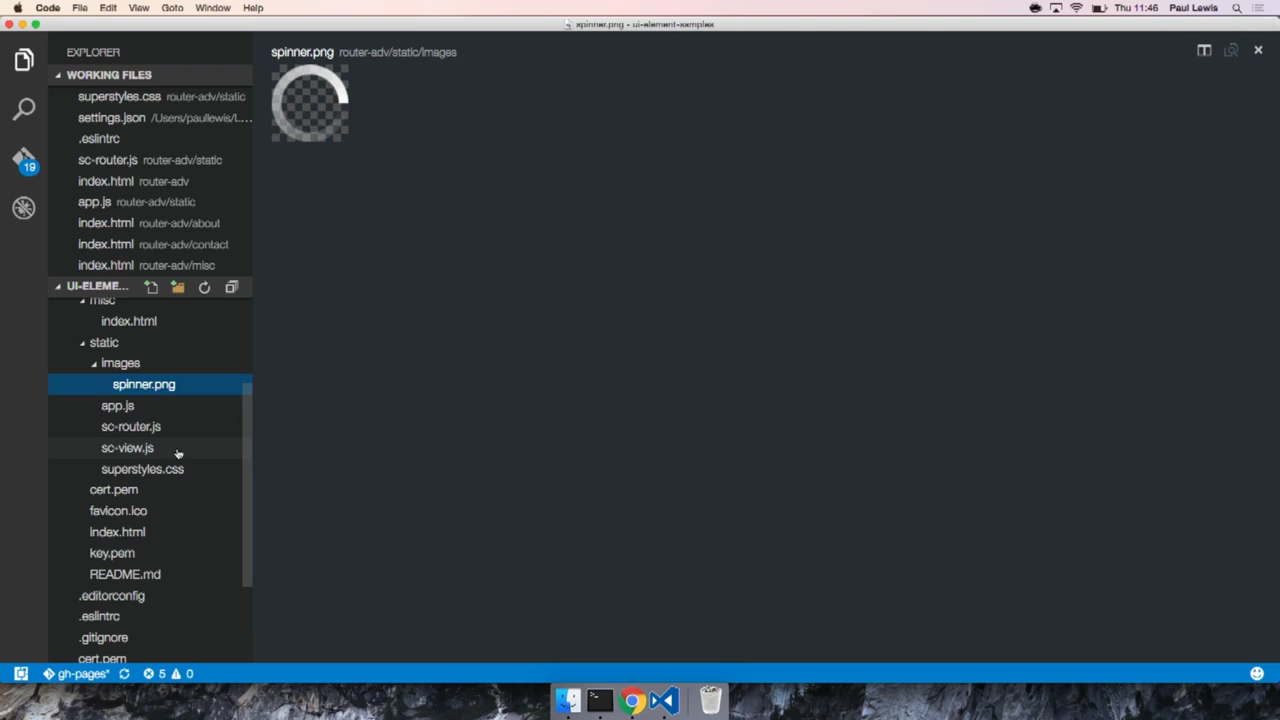 Code File Edit View Goto Window Help Thu 11:46 Paul Lewis
spinner.png - ui-element-samples
EXPLORER
WORKING FILES
superstyles.css router-adv/static
settings.json /Users/paullewis/L...
.eslintrc
sc-router.js router-adv/static
index.html router-adv
app.js router-adv/static
index.html router-adv/about
index.html router-adv/contact
index.html router-adv/misc
UI-ELEME...
misc
index.html
static
images
spinner.png
app.js
sc-router.js
sc-view.js
superstyles.css
cert.pem
favicon.ico
index.html
key.pem
README.md
.editorconfig
.eslintrc
.gitignore
cert.pem
spinner.png router-adv/static/images
19
gh-pages* 5 0